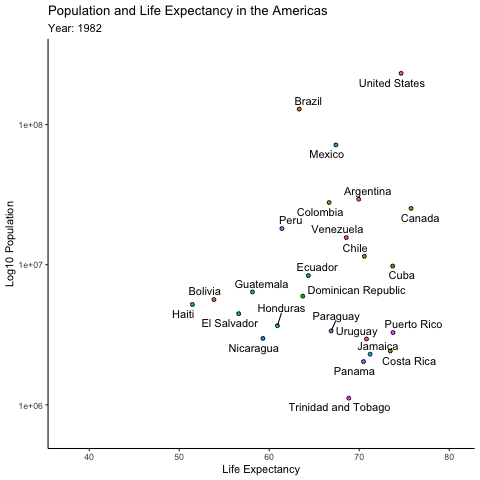 Population and Life Expectancy in the Americas
Year: 1982
United States
Brazil
1e+08
Mexico
Argentina
Colombia
Canada
Peru
Venezuela
Chile
1e+07
Ecuador
Cuba
Guatemala
Dominican Republic
Bolivia
Honduras
Haiti
El Salvador
Paraguay
Puerto Rico
Uruguay
Nicaragua
Jamaica
Costa Rica
Panama
1e+06
Trinidad and Tobago
Log10 Population
40
50
60
70
80
Life Expectancy